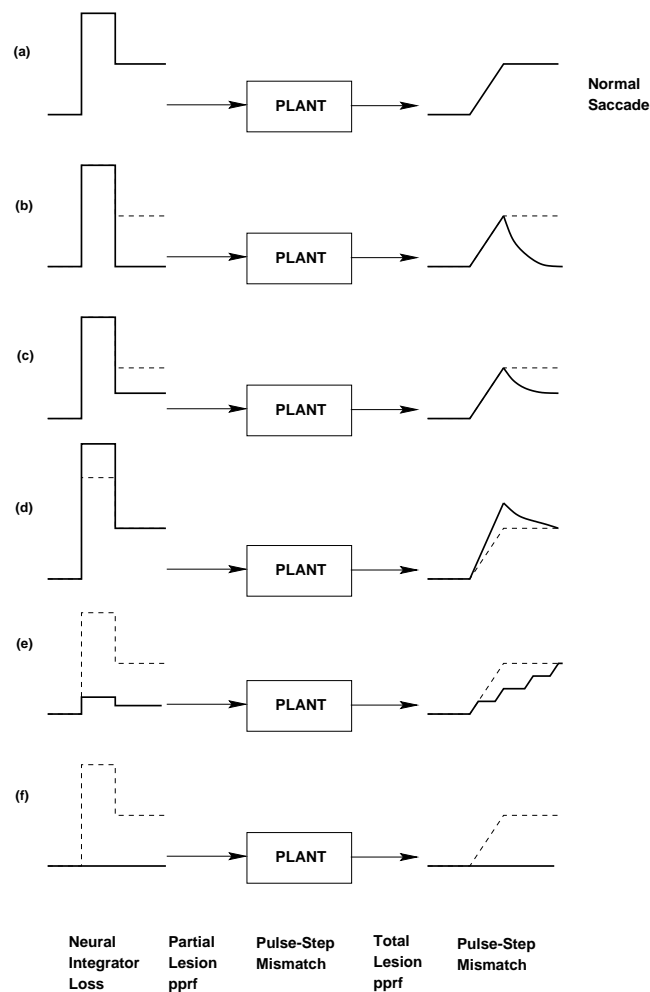 (a)
PLANT
Normal
Saccade
(b)
PLANT
(c)
PLANT
(d)
PLANT
(e)
PLANT
(f)
PLANT
Neural
Integrator
Loss
Partial
Lesion
pprf
Pulse-Step
Mismatch
Total
Lesion
pprf
Pulse-Step
Mismatch